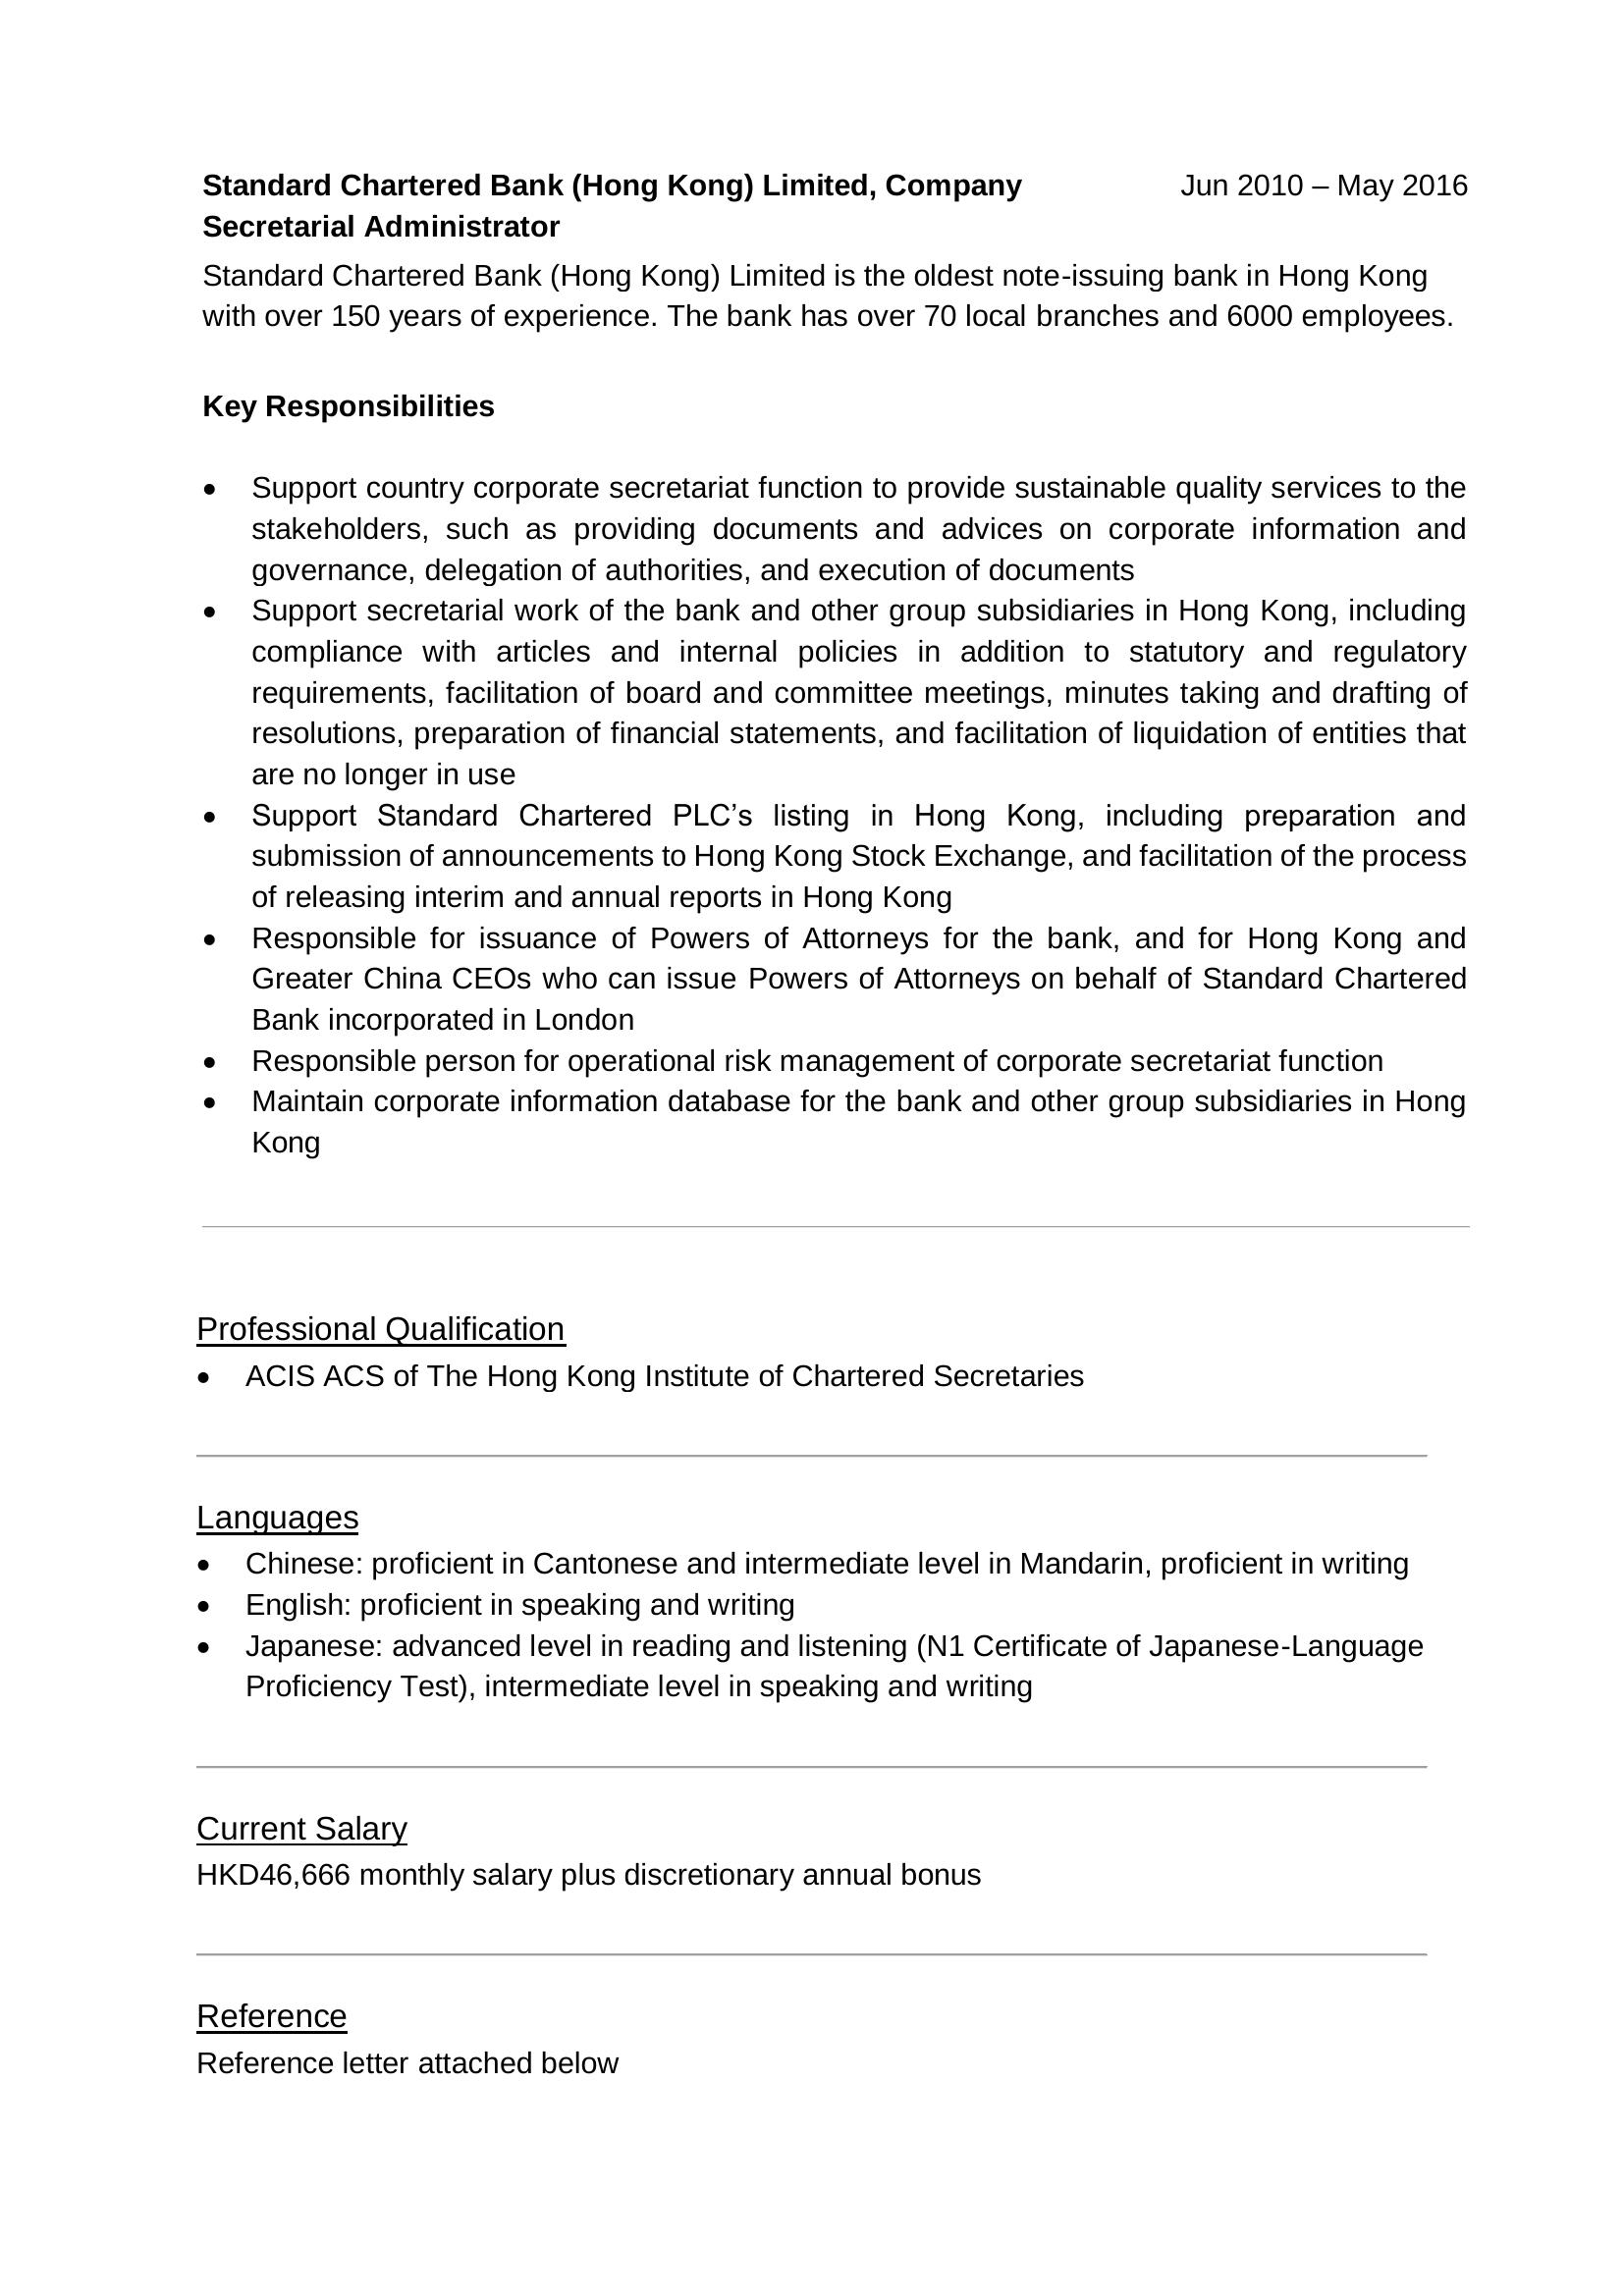 Standard Chartered Bank (Hong Kong) Limited, Company Jun 2010 – May 2016
Secretarial Administrator
Standard Chartered Bank (Hong Kong) Limited is the oldest note-issuing bank in Hong Kong
with over 150 years of experience. The bank has over 70 local branches and 6000 employees.
Key Responsibilities
• Support country corporate secretariat function to provide sustainable quality services to the
stakeholders, such as providing documents and advices on corporate information and
governance, delegation of authorities, and execution of documents
• Support secretarial work of the bank and other group subsidiaries in Hong Kong, including
compliance with articles and internal policies in addition to statutory and regulatory
requirements, facilitation of board and committee meetings, minutes taking and drafting of
resolutions, preparation of financial statements, and facilitation of liquidation of entities that
are no longer in use
• Support Standard Chartered PLC’s listing in Hong Kong, including preparation and
submission of announcements to Hong Kong Stock Exchange, and facilitation of the process
of releasing interim and annual reports in Hong Kong
• Responsible for issuance of Powers of Attorneys for the bank, and for Hong Kong and
Greater China CEOs who can issue Powers of Attorneys on behalf of Standard Chartered
Bank incorporated in London
• Responsible person for operational risk management of corporate secretariat function
• Maintain corporate information database for the bank and other group subsidiaries in Hong
Kong
Professional Qualification
• ACIS ACS of The Hong Kong Institute of Chartered Secretaries
Languages
• Chinese: proficient in Cantonese and intermediate level in Mandarin, proficient in writing
• English: proficient in speaking and writing
• Japanese: advanced level in reading and listening (N1 Certificate of Japanese-Language
Proficiency Test), intermediate level in speaking and writing
Current Salary
HKD46,666 monthly salary plus discretionary annual bonus
Reference
Reference letter attached below